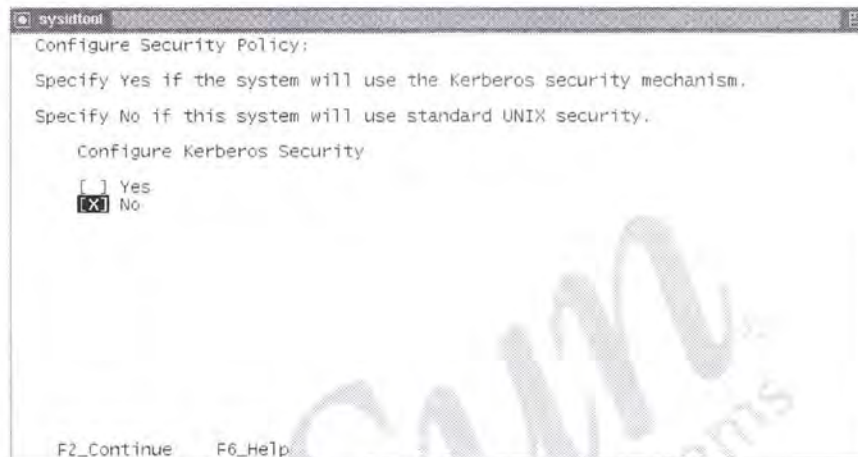 sysidtool
Configure Security Policy:
Specify Yes if the system will use the Kerberos security mechanism.
Specify No if this system will use standard UNIX security.
Configure Kerberos Security
[ ] Yes
[X] No
F2_Continue F6_Help
Sun